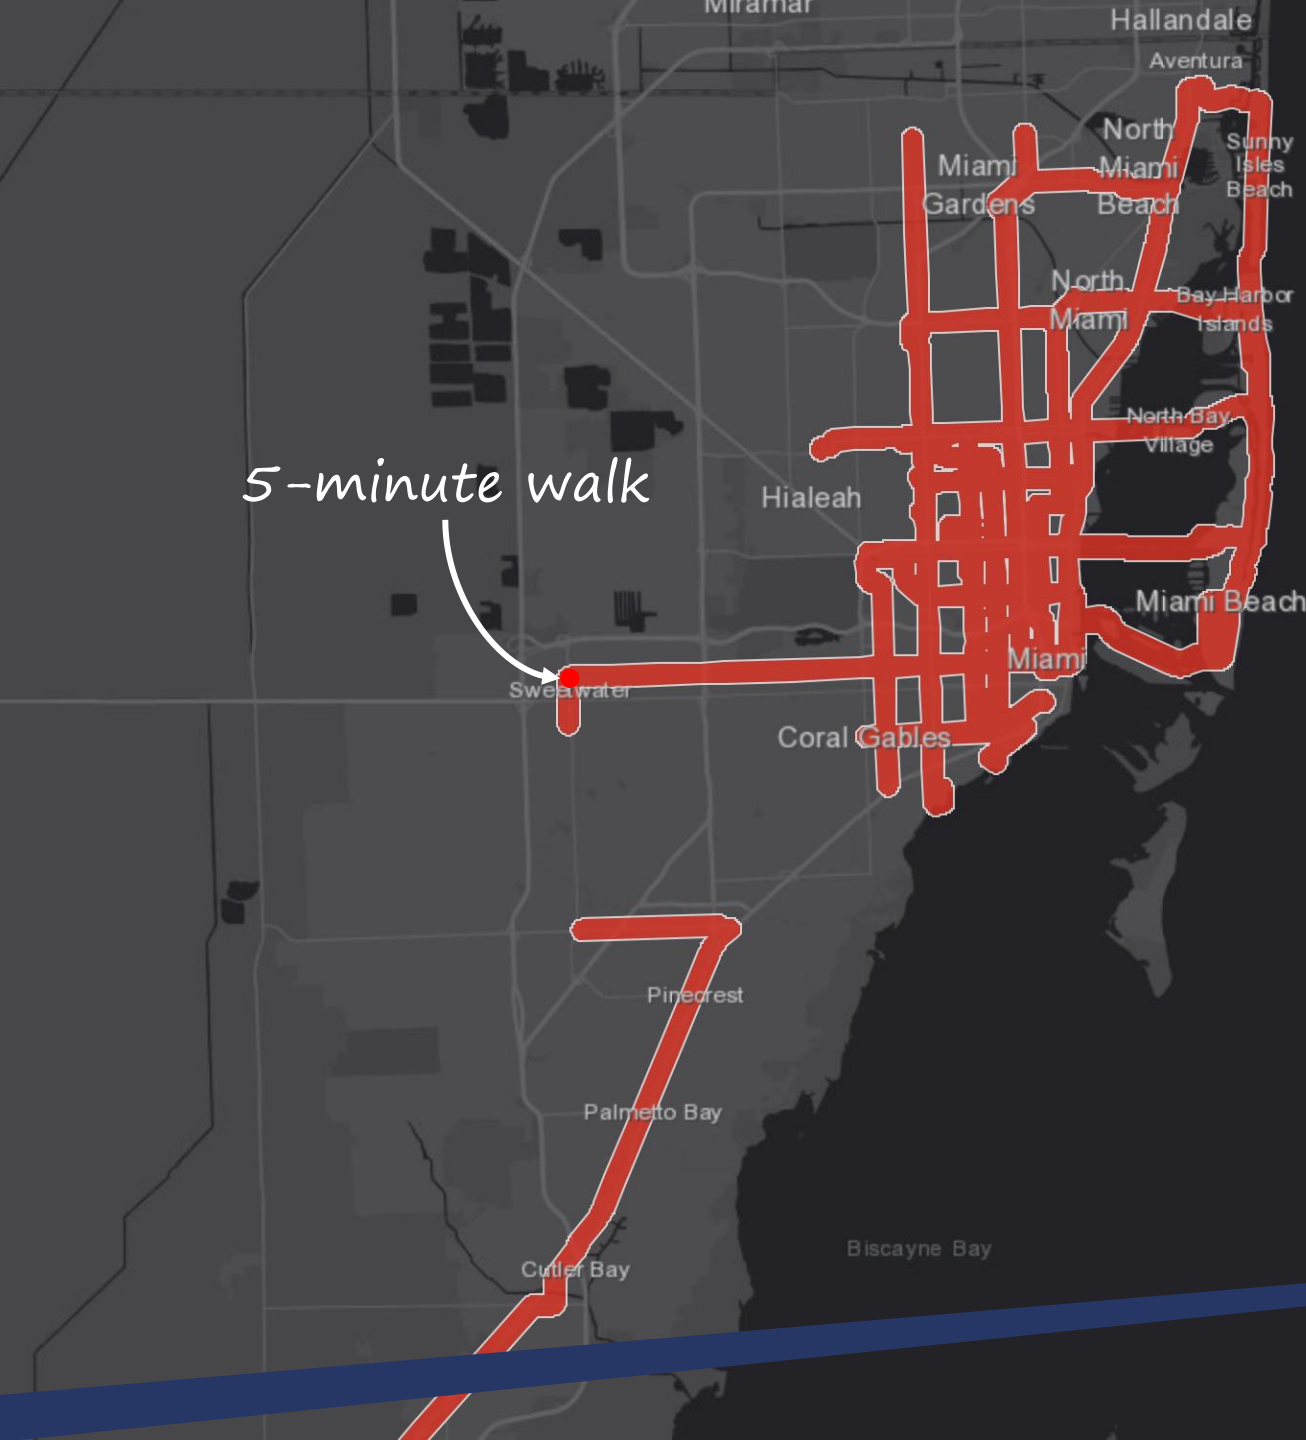 Miramar
Hallandale
Aventura
North
Miami
Beach
Sunny
Isles
Beach
Miami
Gardens
North
Miami
Bay Harbor
Islands
North Bay
Village
5-minute walk
Hialeah
Miami Beach
Miami
Sweetwater
Coral Gables
Pinecrest
Palmetto Bay
Biscayne Bay
Cutler Bay